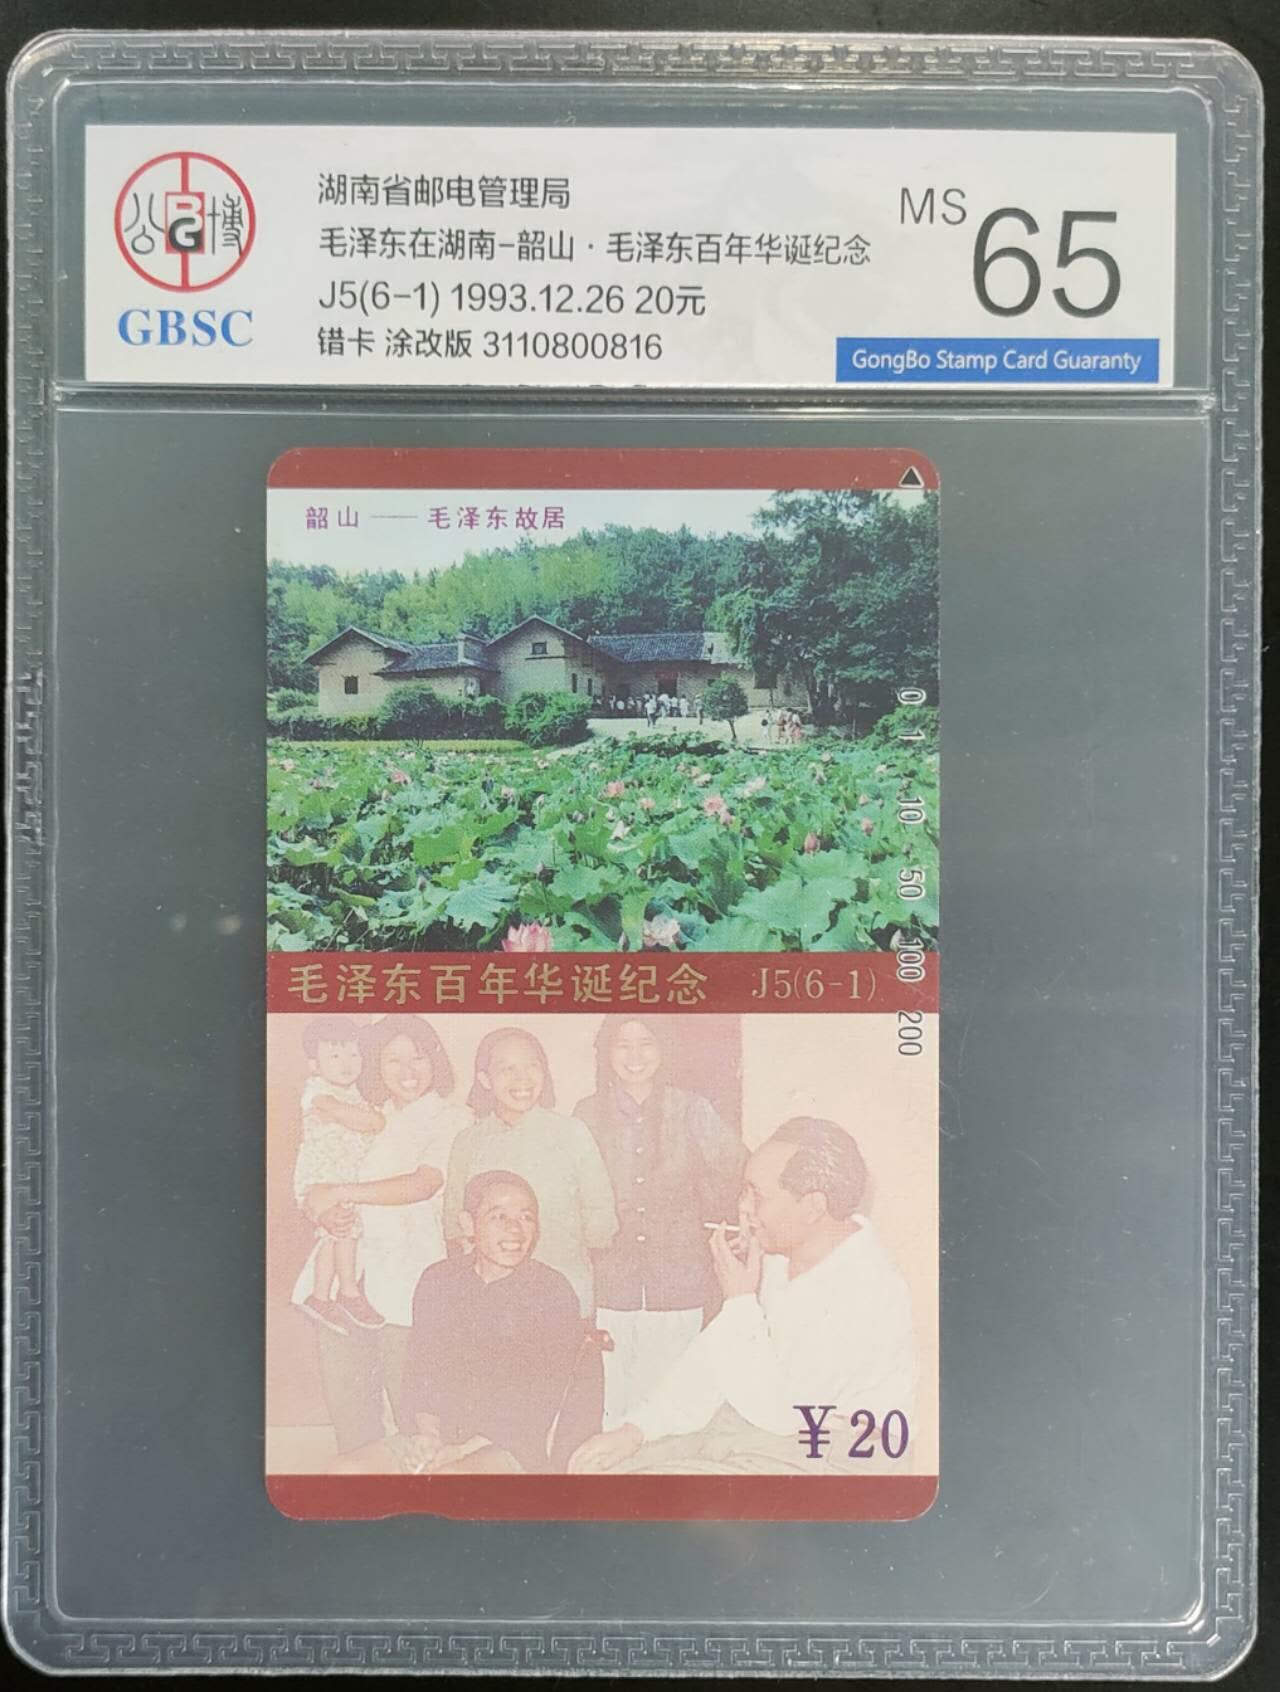 公博
BG
GBSC
湖南省邮电管理局
毛泽东在湖南-韶山·毛泽东百年华诞纪念
J5(6-1) 1993.12.26 20元
错卡 涂改版 3110800816
MS 65
GongBo Stamp Card Guaranty
韶山——毛泽东故居
0 1 10 50 100 200
毛泽东百年华诞纪念 J5(6-1)
¥20